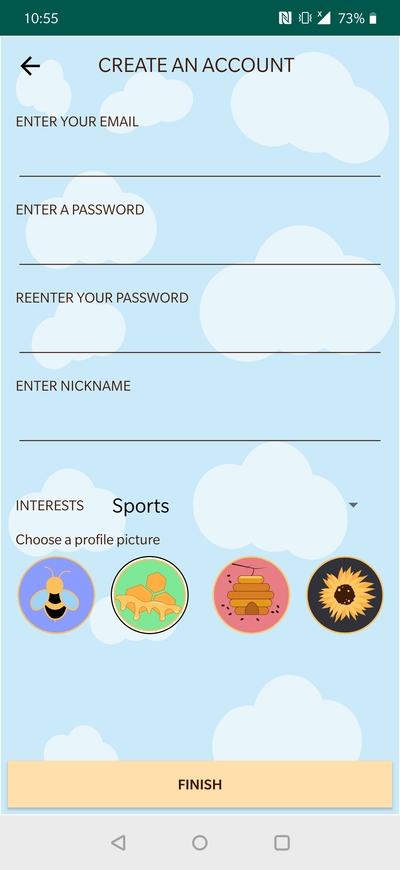 10:55
73%
CREATE AN ACCOUNT
ENTER YOUR EMAIL
ENTER A PASSWORD
REENTER YOUR PASSWORD
ENTER NICKNAME
INTERESTS Sports
Choose a profile picture
FINISH